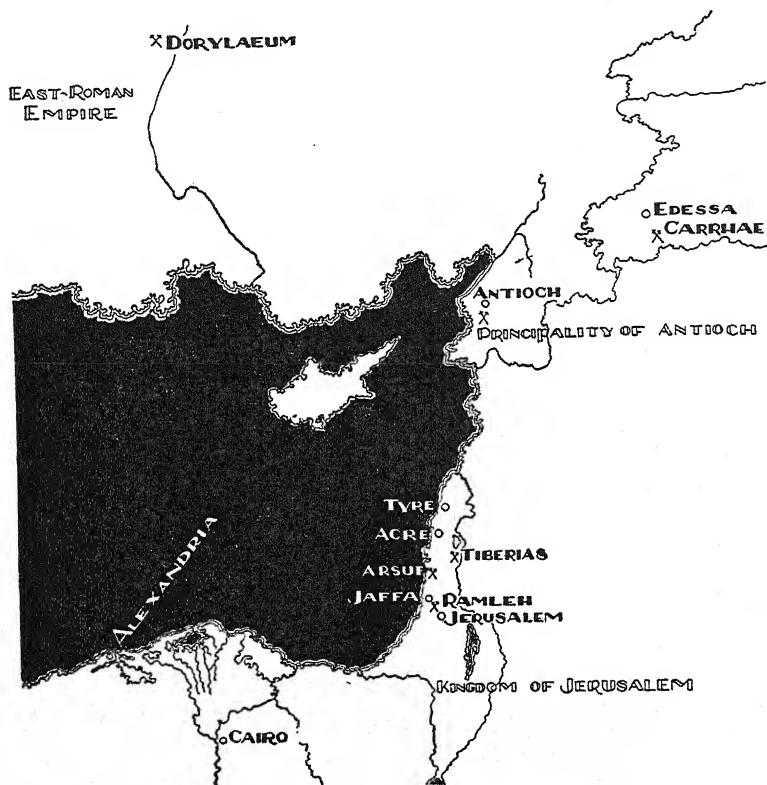 DORYLAEUM
EAST-ROMAN
EMPIRE
EDESSA
CARRHAE
ANTIOCH
PRINCIPALITY OF ANTIOCH
TYRE
ACRE
TIBERIAS
ARSUF
JAFFA
RAMLEH
JERUSALEM
ALEXANDRIA
KINGDOM OF JERUSALEM
CAIRO